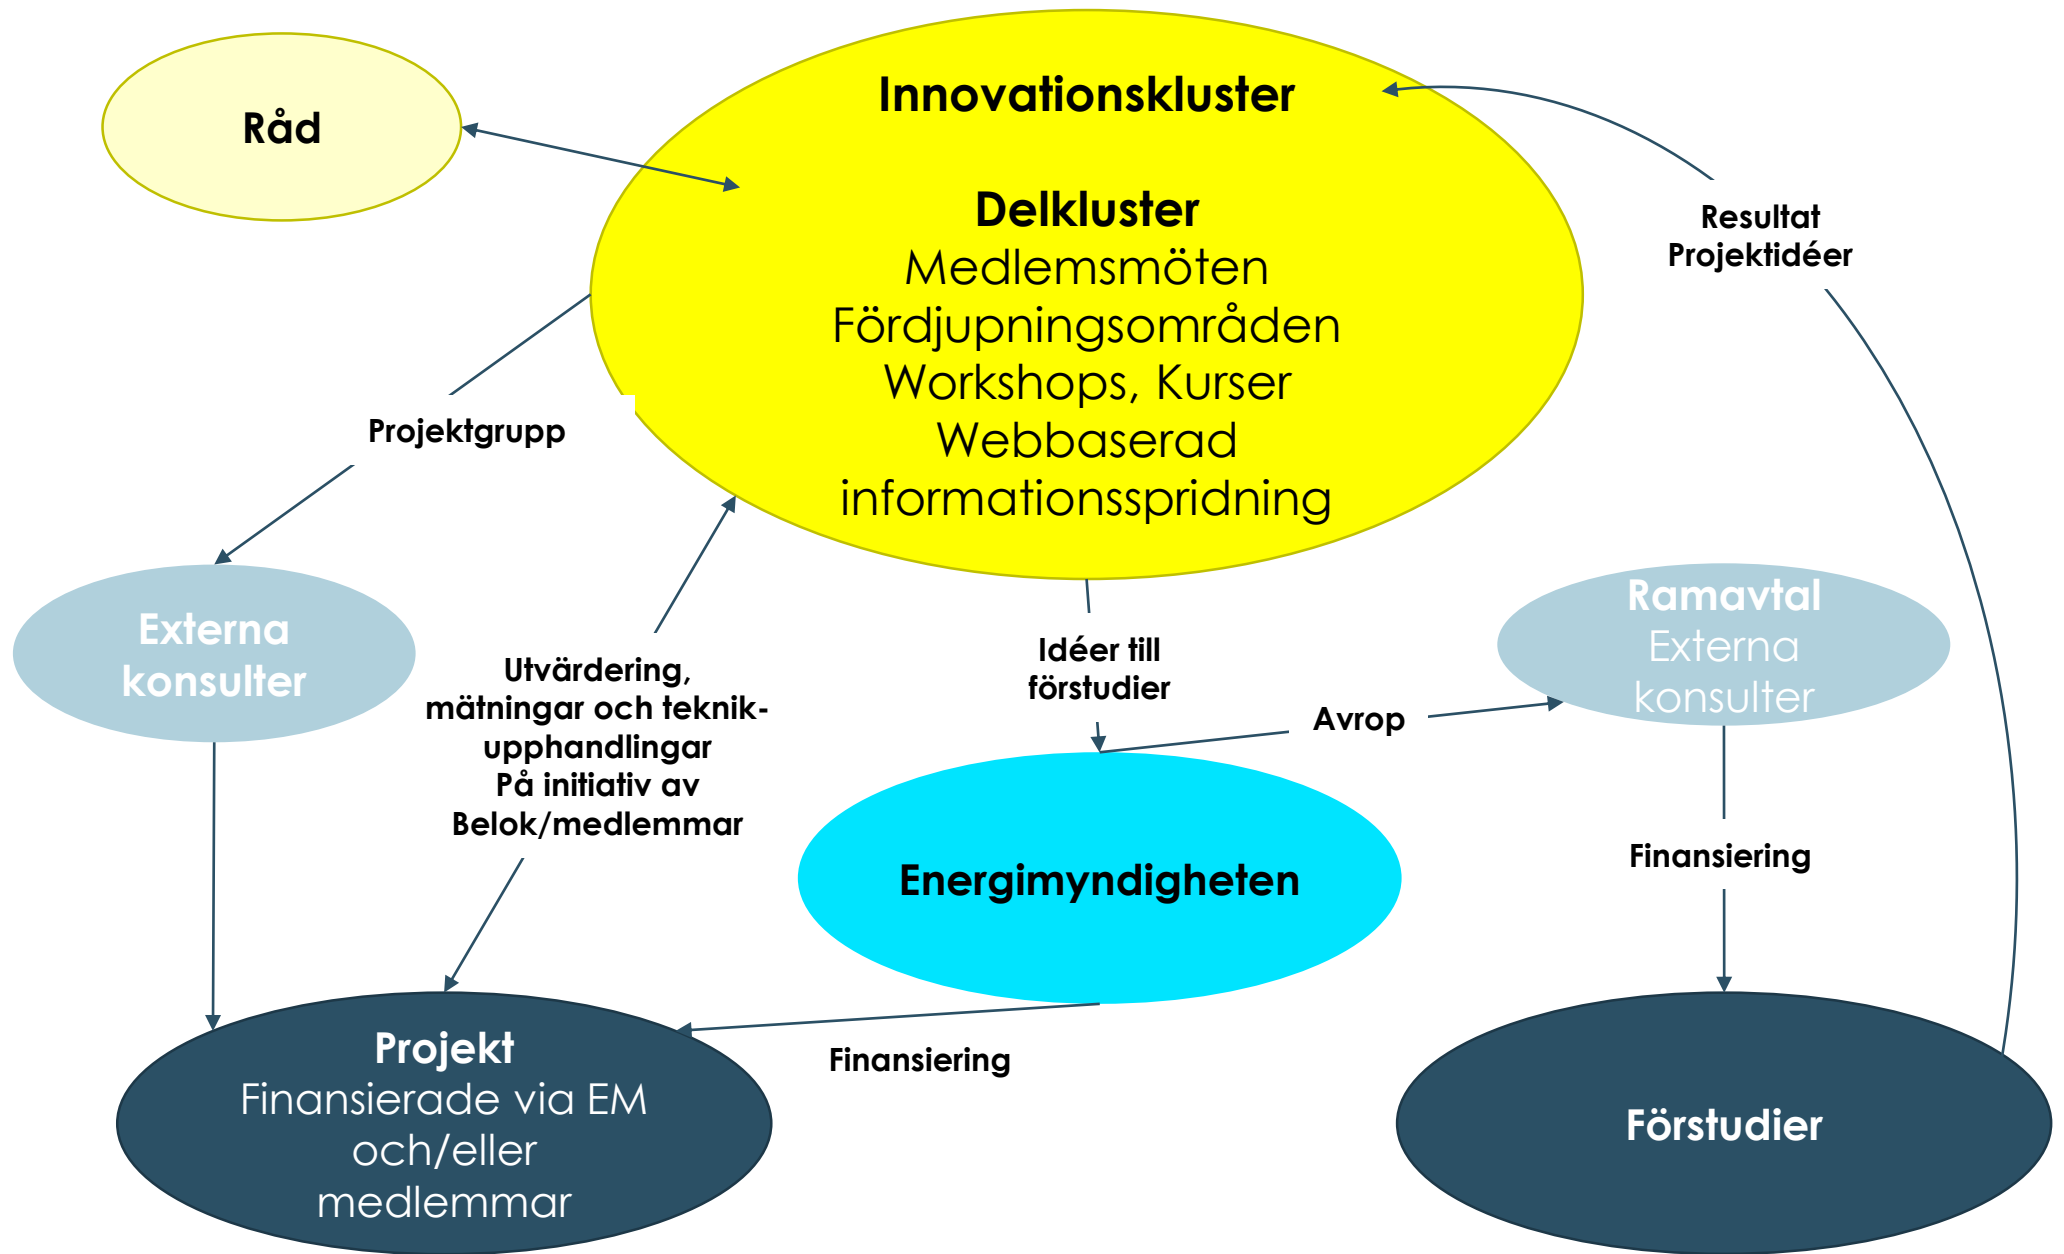 Råd
Innovationskluster
Delkluster
Medlemsmöten
Fördjupningsområden
Workshops, Kurser
Webbaserad
informationsspridning
Resultat
Projektidéer
Projektgrupp
Externa
konsulter
Utvärdering,
mätningar och teknik-
upphandlingar
På initiativ av
Belok/medlemmar
Idéer till
förstudier
Avrop
Ramavtal
Externa
konsulter
Energimyndigheten
Finansiering
Projekt
Finansierade via EM
och/eller
medlemmar
Finansiering
Förstudier